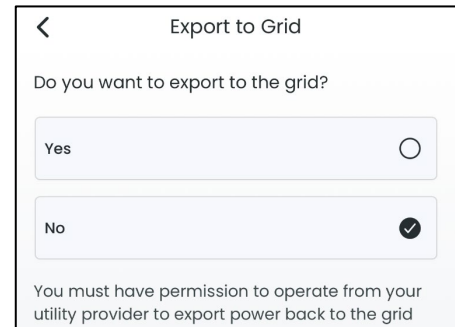 Export to Grid
Do you want to export to the grid?
Yes
No
You must have permission to operate from your
utility provider to export power back to the grid